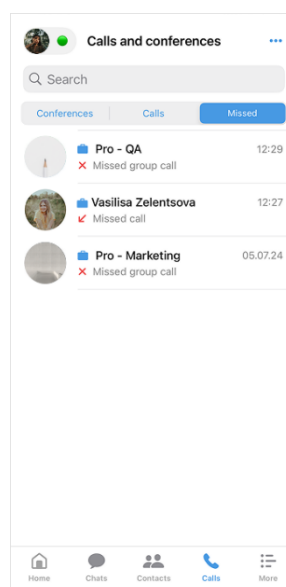 Calls and conferences
Search
Conferences Calls Missed
Pro - QA 12:29
Missed group call
Vasilisa Zelentsova 12:27
Missed call
Pro - Marketing 05.07.24
Missed group call
Home Chats Contacts Calls More